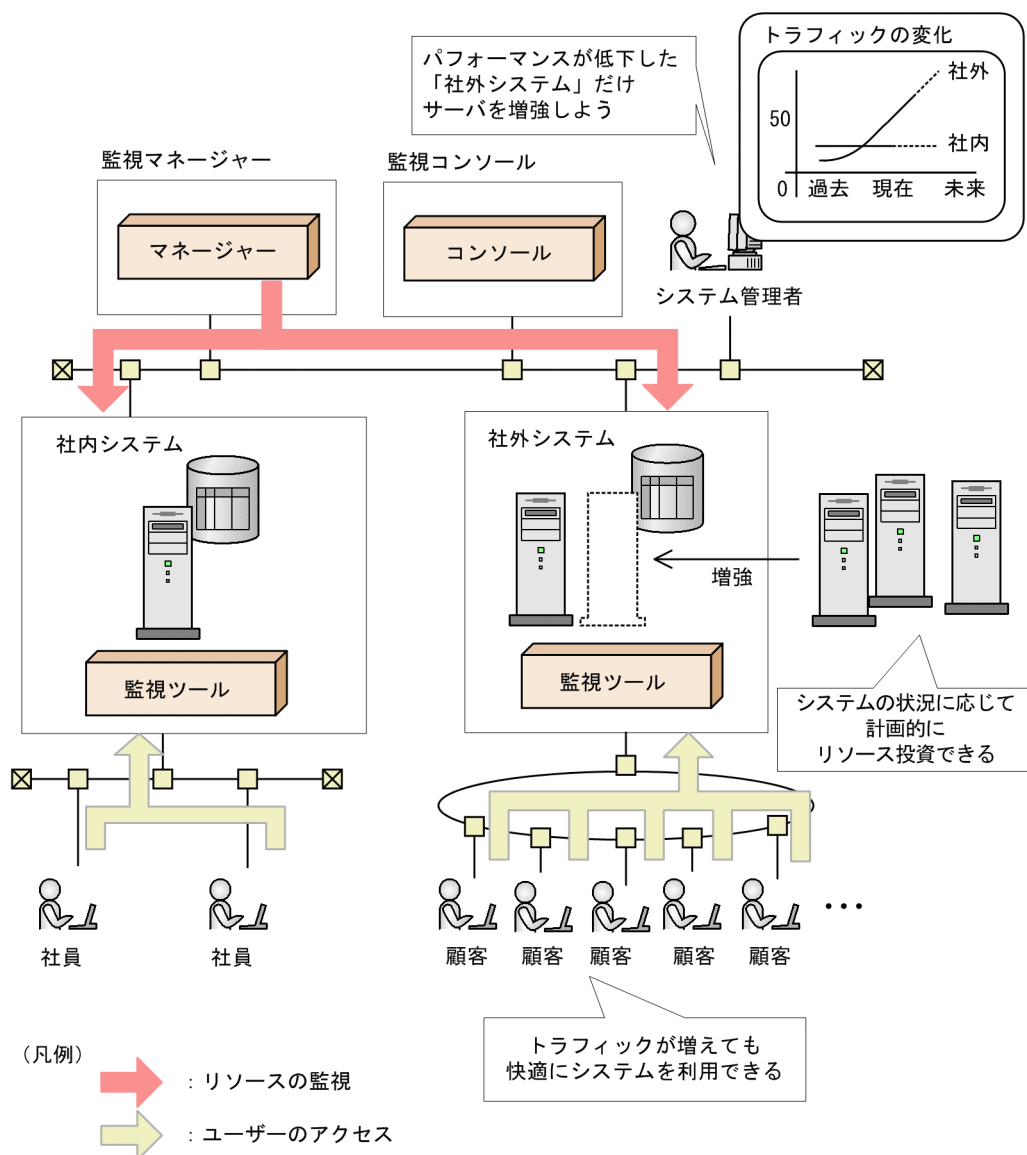 トラフィックの変化
社外
50
社内
0
過去 現在 未来
パフォーマンスが低下した
「社外システム」だけ
サーバを増強しよう
監視マネージャー
監視コンソール
マネージャー
コンソール
システム管理者
社内システム
社外システム
増強
監視ツール
監視ツール
システムの状況に応じて
計画的に
リソース投資できる
社員
社員
顧客
顧客
顧客
顧客
顧客
…
トラフィックが増えても
快適にシステムを利用できる
(凡例)
：リソースの監視
：ユーザーのアクセス